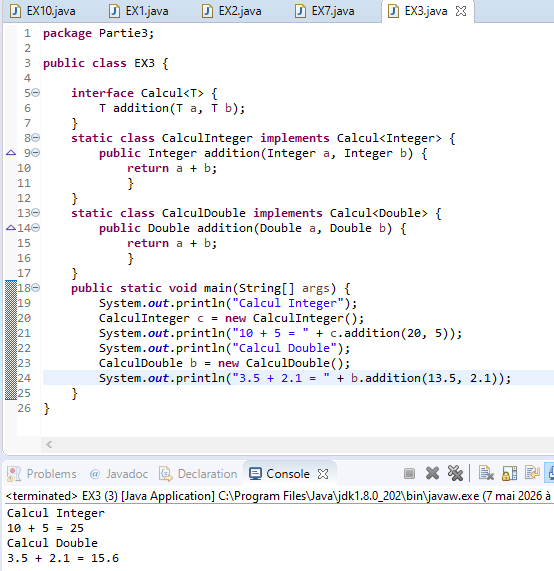 EX10.java EX1.java EX2.java EX7.java EX3.java
1 package Partie3;
2
3 public class EX3 {
4
5 interface Calcul<T> {
6 T addition(T a, T b);
7 }
8 static class CalculInteger implements Calcul<Integer> {
9 public Integer addition(Integer a, Integer b) {
10 return a + b;
11 }
12 }
13 static class CalculDouble implements Calcul<Double> {
14 public Double addition(Double a, Double b) {
15 return a + b;
16 }
17 }
18 public static void main(String[] args) {
19 System.out.println("Calcul Integer");
20 CalculInteger c = new CalculInteger();
21 System.out.println("10 + 5 = " + c.addition(20, 5));
22 System.out.println("Calcul Double");
23 CalculDouble b = new CalculDouble();
24 System.out.println("3.5 + 2.1 = " + b.addition(13.5, 2.1));
25 }
26 }
Problems @ Javadoc Declaration Console
<terminated> EX3 (3) [Java Application] C:\Program Files\Java\jdk1.8.0_202\bin\javaw.exe (7 mai 2026 à
Calcul Integer
10 + 5 = 25
Calcul Double
3.5 + 2.1 = 15.6